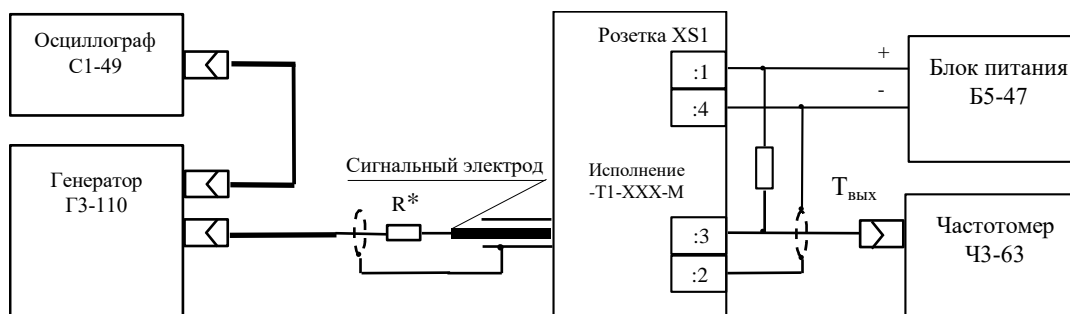 Осциллограф
С1-49
Генератор
Г3-110
Сигнальный электрод
R*
Розетка XS1
:1
:4
Исполнение
-Т1-ХХХ-М
:3
:2
+
-
Tвых
Блок питания
Б5-47
Частотомер
Ч3-63